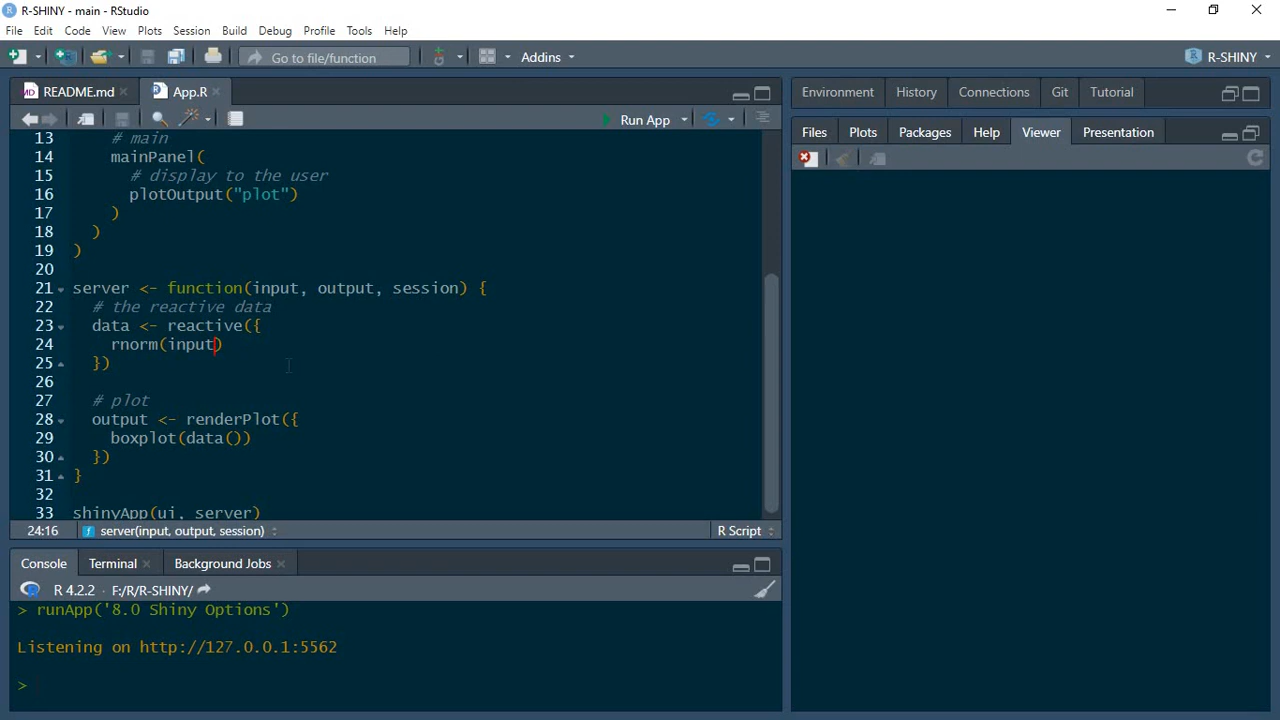 R-SHINY - main - RStudio
File Edit Code View Plots Session Build Debug Profile Tools Help
Go to file/function Addins R-SHINY
README.md App.R
Run App
13 # main
14 mainPanel(
15 # display to the user
16 plotOutput("plot")
17 )
18 )
19 )
20
21 server <- function(input, output, session) {
22 # the reactive data
23 data <- reactive({
24 rnorm(input)
25 })
26
27 # plot
28 output <- renderPlot({
29 boxplot(data())
30 })
31 }
32
33 shinyApp(ui, server)
24:16 server(input, output, session) R Script
Console Terminal Background Jobs
R 4.2.2 · F:/R/R-SHINY/
> runApp('8.0 Shiny Options')
Listening on http://127.0.0.1:5562
>
Environment History Connections Git Tutorial
Files Plots Packages Help Viewer Presentation